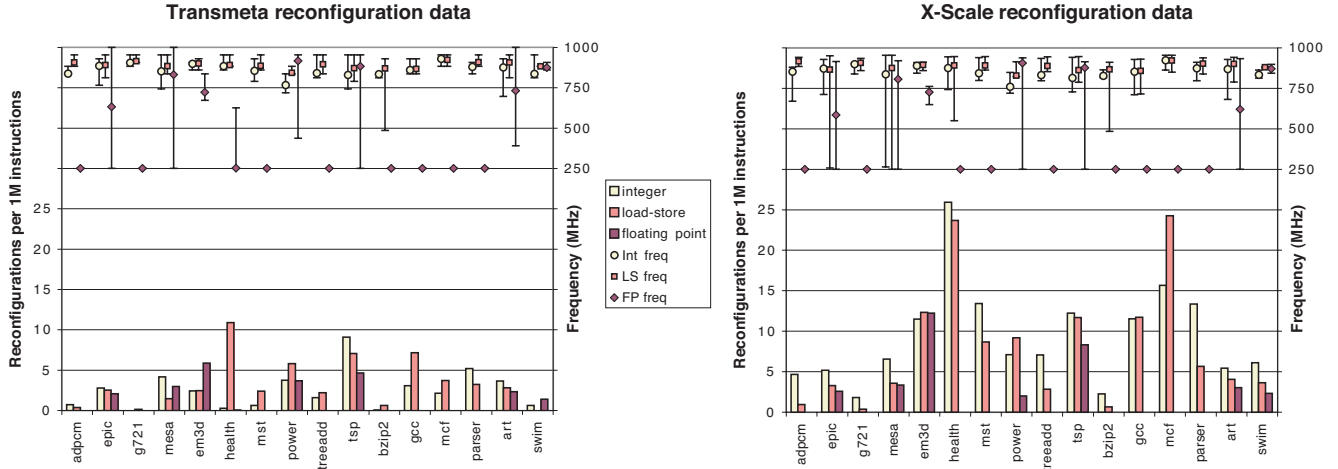 Transmeta reconfiguration data
Reconfigurations per 1M instructions
25
20
15
10
5
0
1000
750
500
250
Frequency (MHz)
adpcm
epic
g721
mesa
em3d
health
mst
power
treeadd
tsp
bzip2
gcc
mcf
parser
art
swim
integer
load-store
floating point
Int freq
LS freq
FP freq
X-Scale reconfiguration data
Reconfigurations per 1M instructions
25
20
15
10
5
0
1000
750
500
250
Frequency (MHz)
adpcm
epic
g721
mesa
em3d
health
mst
power
treeadd
tsp
bzip2
gcc
mcf
parser
art
swim